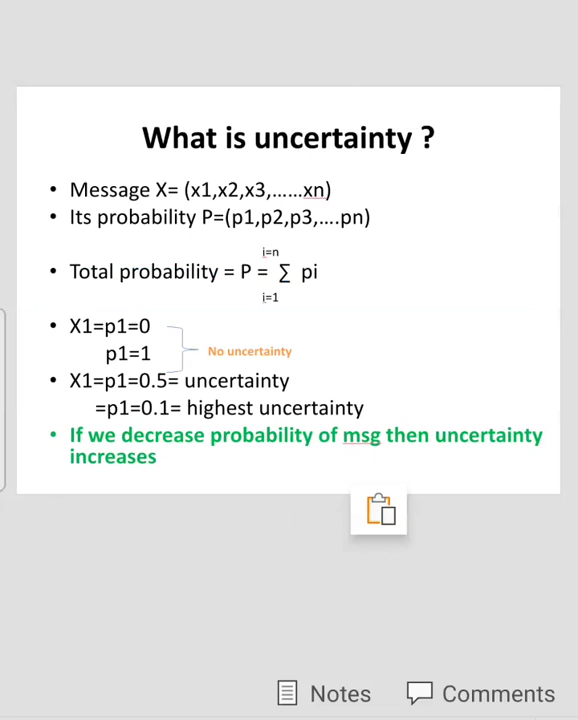 What is uncertainty ?
• Message X= (x1,x2,x3,......xn)
• Its probability P=(p1,p2,p3,....pn)
i=n
• Total probability = P = ∑ pi
i=1
• X1=p1=0
p1=1
No uncertainty
• X1=p1=0.5= uncertainty
=p1=0.1= highest uncertainty
• If we decrease probability of msg then uncertainty
increases
Notes
Comments